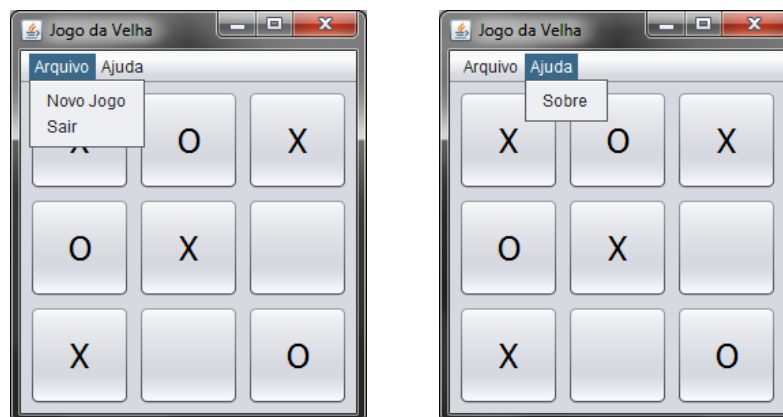 Jogo da Velha
Arquivo Ajuda
Novo Jogo
Sair
O X
O X
X O
Jogo da Velha
Arquivo Ajuda
Sobre
X O X
O X
X O